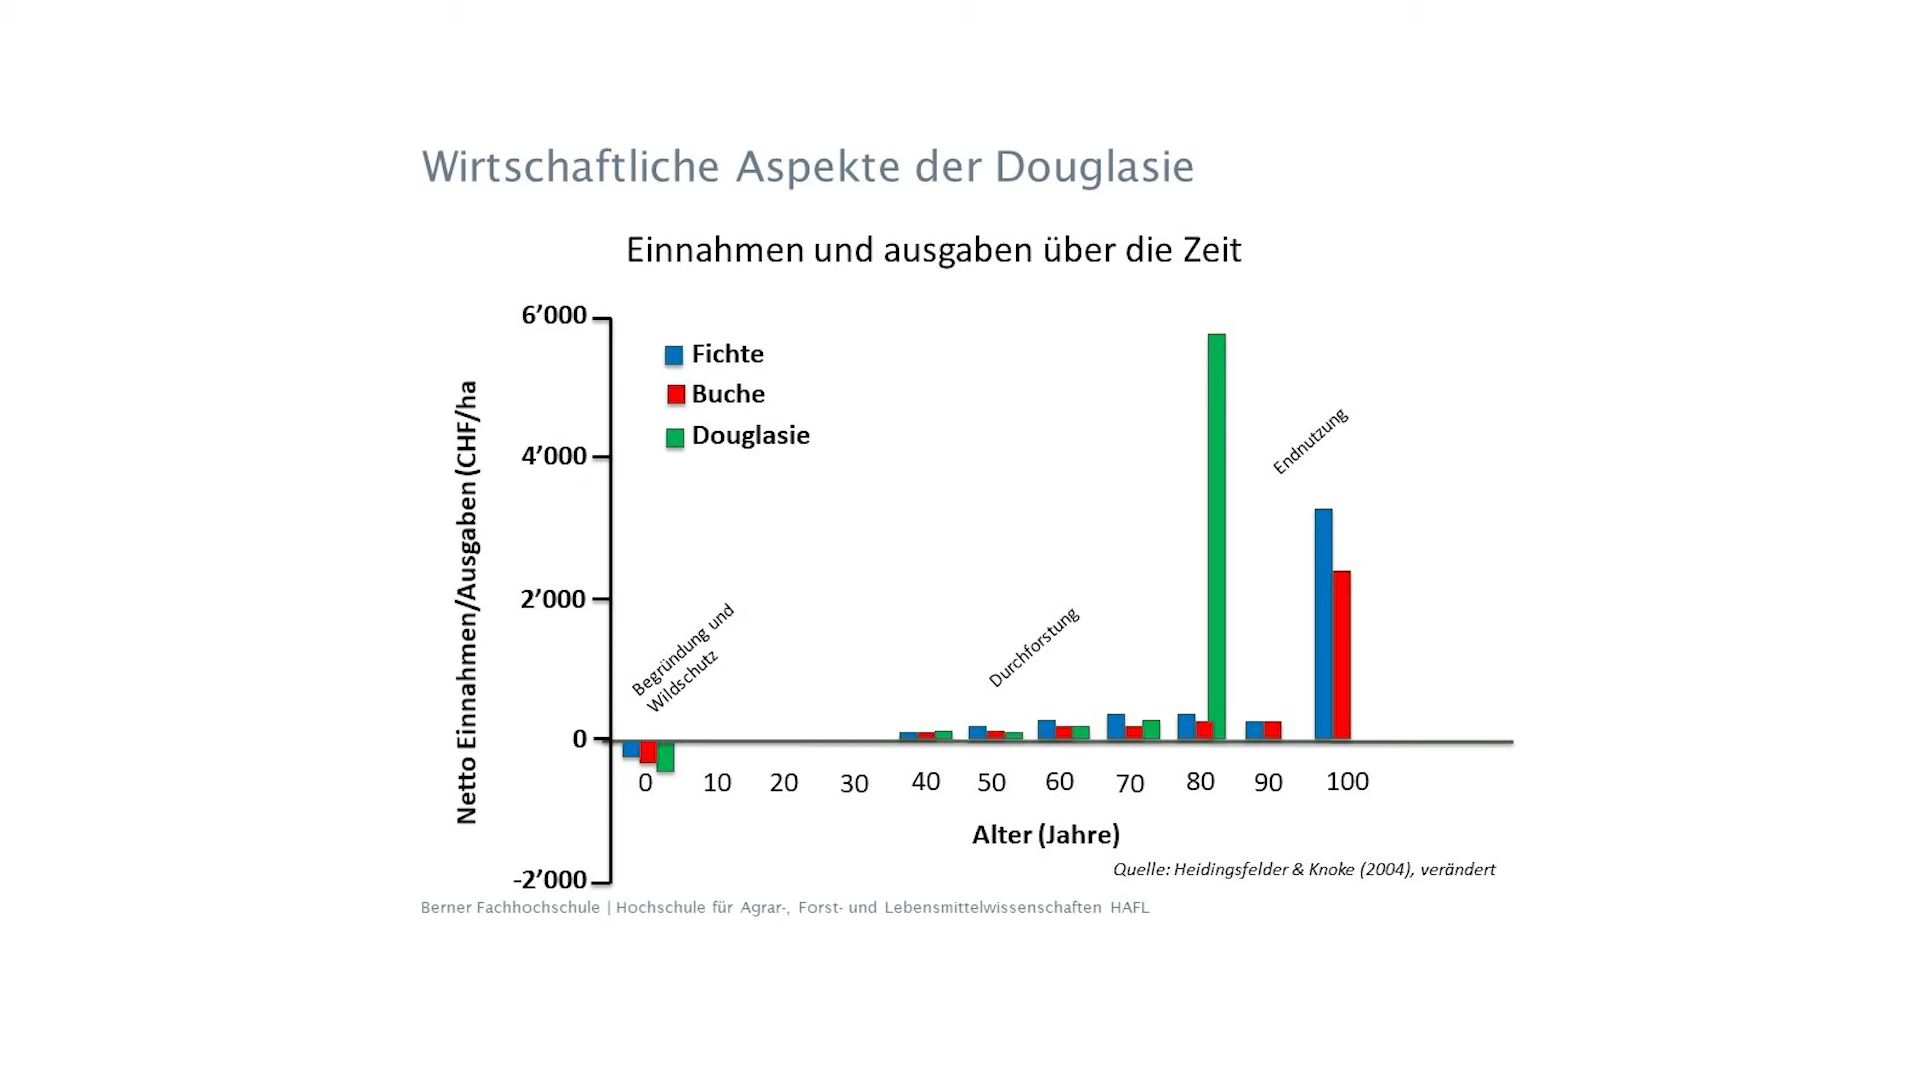 Wirtschaftliche Aspekte der Douglasie
Einnahmen und ausgaben über die Zeit
Netto Einnahmen/Ausgaben (CHF/ha
6’000
4’000
2’000
0
-2’000
Fichte
Buche
Douglasie
Begründung und
Wildschutz
Durchforstung
Endnutzung
0 10 20 30 40 50 60 70 80 90 100
Alter (Jahre)
Quelle: Heidingsfelder & Knoke (2004), verändert
Berner Fachhochschule | Hochschule für Agrar-, Forst- und Lebensmittelwissenschaften HAFL